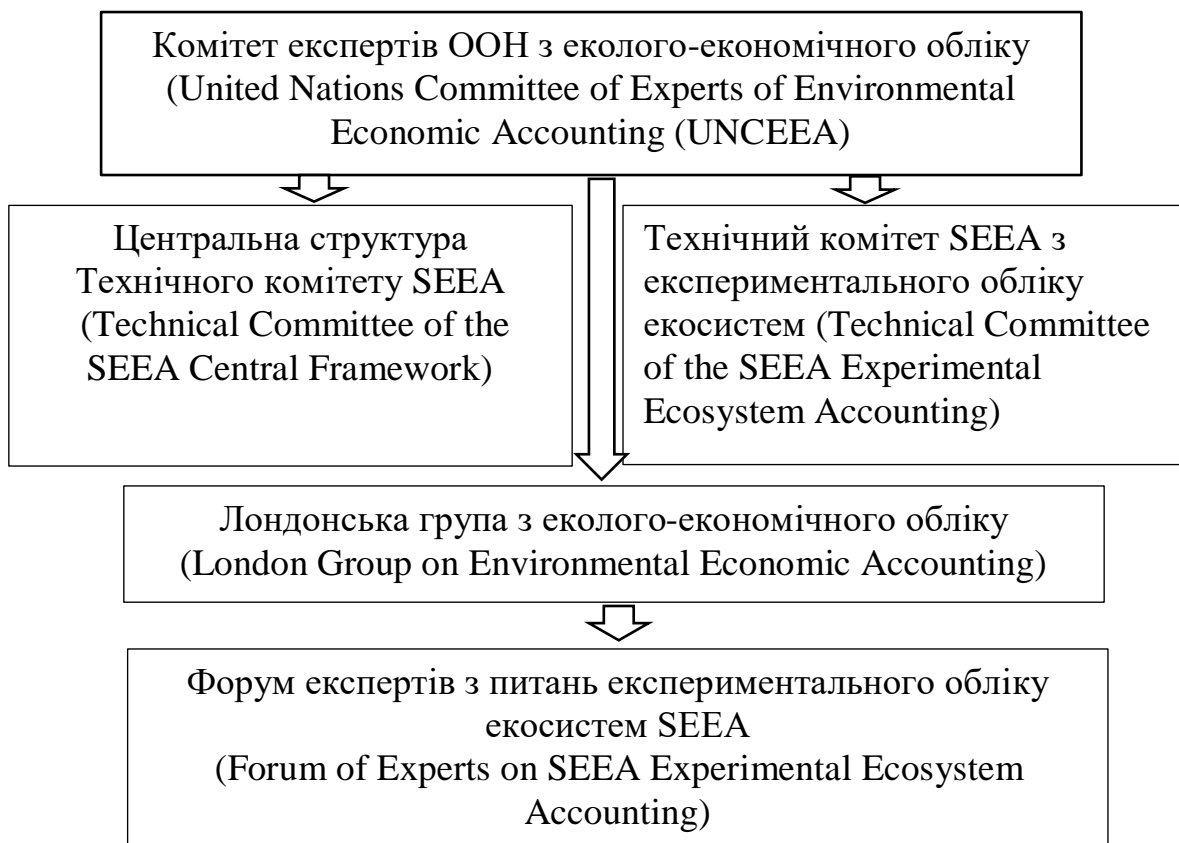 Комітет експертів ООН з еколого-економічного обліку
(United Nations Committee of Experts of Environmental
Economic Accounting (UNCEEA)
Центральна структура
Технічного комітету SEEA
(Technical Committee of the
SEEA Central Framework)
Технічний комітет SEEA з
експериментального обліку
екосистем (Technical Committee
of the SEEA Experimental
Ecosystem Accounting)
Лондонська група з еколого-економічного обліку
(London Group on Environmental Economic Accounting)
Форум експертів з питань експериментального обліку
екосистем SEEA
(Forum of Experts on SEEA Experimental Ecosystem
Accounting)